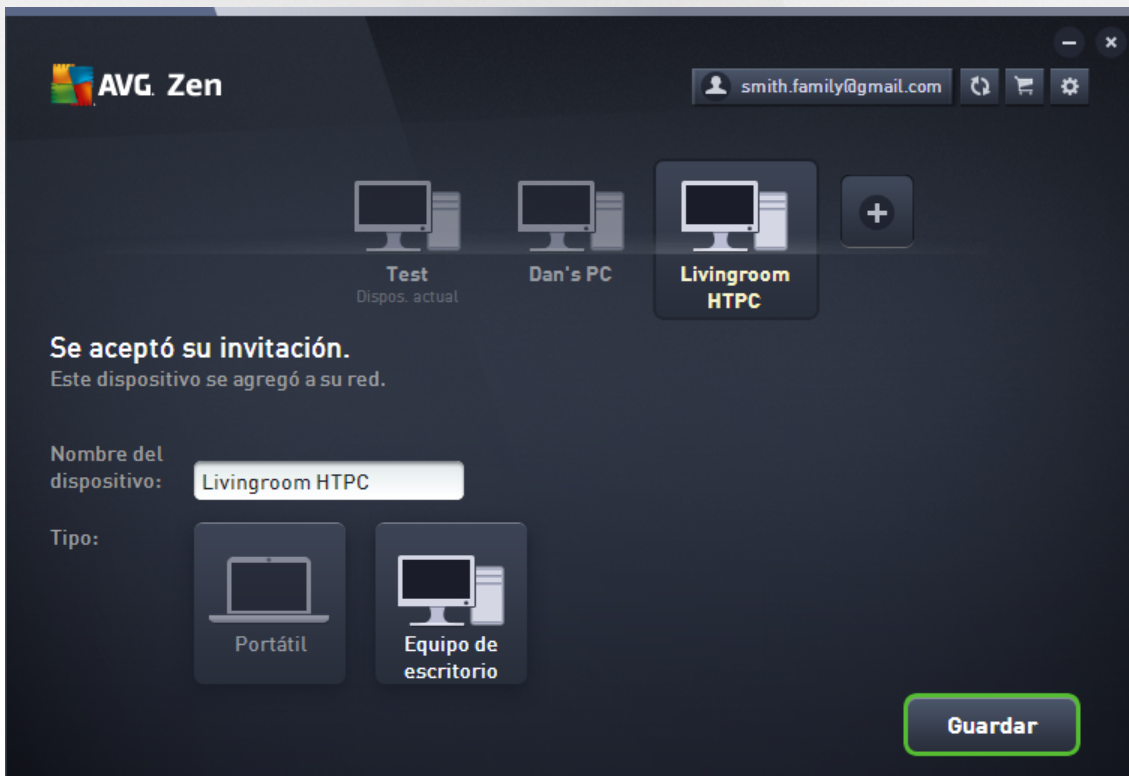 AVG. Zen
smith.family@gmail.com
Test
Dispos. actual
Dan's PC
Livingroom
HTPC
Se aceptó su invitación.
Este dispositivo se agregó a su red.
Nombre del
dispositivo:
Livingroom HTPC
Tipo:
Portátil
Equipo de
escritorio
Guardar